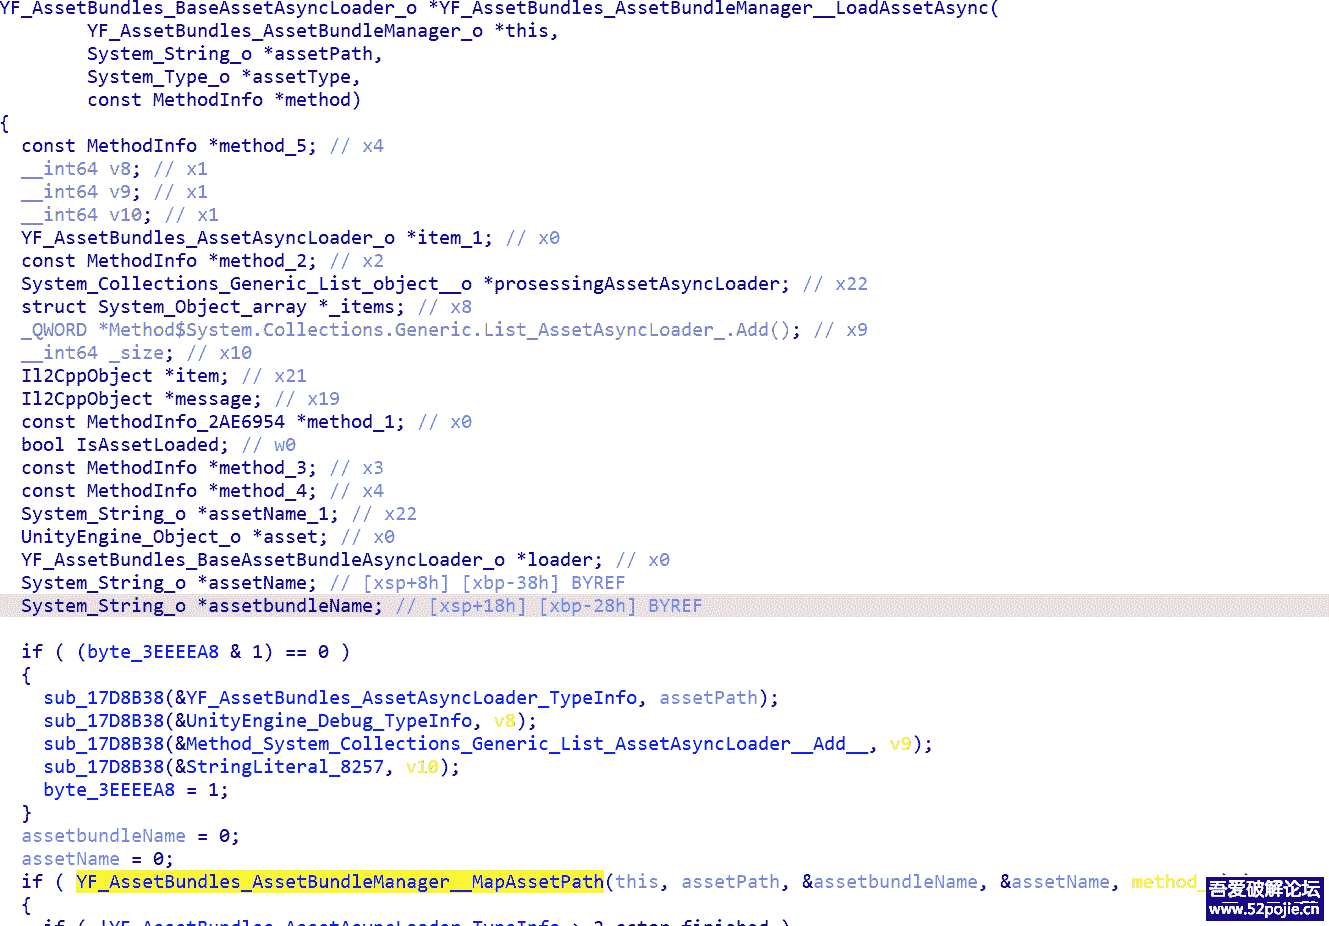 YF_AssetBundles_BaseAssetAsyncLoader_o *YF_AssetBundles_AssetBundleManager__LoadAssetAsync(
YF_AssetBundles_AssetBundleManager_o *this,
System_String_o *assetPath,
System_Type_o *assetType,
const MethodInfo *method)
{
const MethodInfo *method_5; // x4
__int64 v8; // x1
__int64 v9; // x1
__int64 v10; // x1
YF_AssetBundles_AssetAsyncLoader_o *item_1; // x0
const MethodInfo *method_2; // x2
System_Collections_Generic_List_object__o *prosessingAssetAsyncLoader; // x22
struct System_Object_array *_items; // x8
_QWORD *Method$System.Collections.Generic.List_AssetAsyncLoader_.Add(); // x9
__int64 _size; // x10
Il2CppObject *item; // x21
Il2CppObject *message; // x19
const MethodInfo_2AE6954 *method_1; // x0
bool IsAssetLoaded; // w0
const MethodInfo *method_3; // x3
const MethodInfo *method_4; // x4
System_String_o *assetName_1; // x22
UnityEngine_Object_o *asset; // x0
YF_AssetBundles_BaseAssetBundleAsyncLoader_o *loader; // x0
System_String_o *assetName; // [xsp+8h] [xbp-38h] BYREF
System_String_o *assetbundleName; // [xsp+18h] [xbp-28h] BYREF
if ( (byte_3EEEEA8 & 1) == 0 )
{
sub_17D8B38(&YF_AssetBundles_AssetAsyncLoader_TypeInfo, assetPath);
sub_17D8B38(&UnityEngine_Debug_TypeInfo, v8);
sub_17D8B38(&Method_System_Collections_Generic_List_AssetAsyncLoader__Add__, v9);
sub_17D8B38(&StringLiteral_8257, v10);
byte_3EEEEA8 = 1;
}
assetbundleName = 0;
assetName = 0;
if ( YF_AssetBundles_AssetBundleManager__MapAssetPath(this, assetPath, &assetbundleName, &assetName, method_
{
吾爱破解论坛
www.52pojie.cn